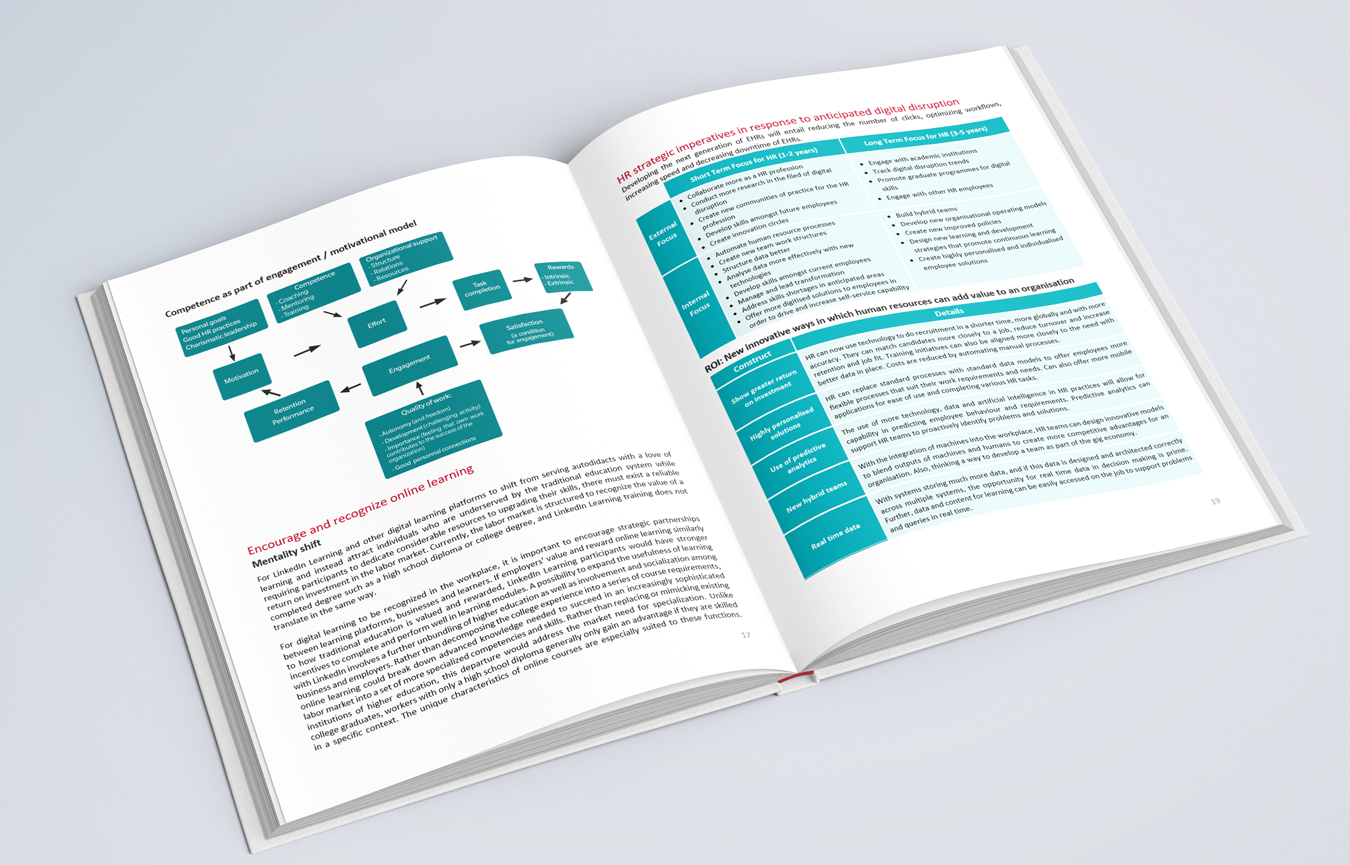 Competence as part of engagement / motivational model
Personal goals
Good HR practices
Charismatic leadership
Competence
- Coaching
- Mentoring
- Training
Organizational support
- Structure
- Relations
- Resources
Motivation
Effort
Task
completion
Rewards
- Intrinsic
- Extrinsic
Retention
Performance
Engagement
Satisfaction
(a condition
for engagement)
Quality of work:
- Autonomy (and freedom)
- Development (challenging activity)
- Importance (feeling that own work
contributes to the success of the
organization)
- Good personnal connections
Encourage and recognize online learning
Mentality shift
For LinkedIn Learning and other digital learning platforms to shift from serving autodidacts with a love of
learning and instead attract individuals who are underserved by the traditional education system while
requiring participants to dedicate considerable resources to upgrading their skills, there must exist a reliable
return on investment in the labor market. Currently, the labor market is structured to recognize the value of a
completed degree such as a high school diploma or college degree, and LinkedIn Learning training does not
translate in the same way.
For digital learning to be recognized in the workplace, it is important to encourage strategic partnerships
between learning platforms, businesses and learners. If employers' value and reward online learning similarly
to how traditional education is valued and rewarded, LinkedIn Learning participants would have stronger
incentives to complete and perform well in learning modules. A possibility to expand the usefulness of learning
with LinkedIn involves a further unbundling of higher education as well as involvement and socialization among
business and employers. Rather than decomposing the college experience into a series of course requirements,
online learning could break down advanced knowledge needed to succeed in an increasingly sophisticated
labor market into a set of more specialized competencies and skills. Rather than replacing or mimicking existing
institutions of higher education, this departure would address the market need for specialization. Unlike
college graduates, workers with only a high school diploma generally only gain an advantage if they are skilled
in a specific context. The unique characteristics of online courses are especially suited to these functions.
17
HR strategic imperatives in response to anticipated digital disruption
Developing the next generation of EHRs will entail reducing the number of clicks, optimizing workflows,
increasing speed and decreasing downtime of EHRs.
Short Term Focus for HR (1-2 years)
Long Term Focus for HR (3-5 years)
External
Focus
• Collaborate more as a HR profession
• Conduct more research in the filed of digital
disruption
• Create new communities of practice for the HR
profession
• Develop skills amongst future employees
• Create innovation circles
• Engage with academic institutions
• Track digital disruption trends
• Promote graduate programmes for digital
skills
• Engage with other HR employees
Internal
Focus
• Automate human resource processes
• Create new team work structures
• Structure data better
• Analyse data more effectively with new
technologies
• Develop skills amongst current employees
• Manage and lead transformation
• Address skills shortages in anticipated areas
• Offer more digitised solutions to employees in
order to drive and increase self-service capability
• Build hybrid teams
• Develop new organisational operating models
• Create new improved policies
• Design new learning and development
strategies that promote continuous learning
• Create highly personalised and individualised
employee solutions
ROI: New innovative ways in which human resources can add value to an organisation
Construct
Details
Show greater return
on investment
HR can now use technology do to recruitment in a shorter time, more globally and with more
accuracy. They can match candidates more closely to a job, reduce turnover and increase
retention and job fit. Training initiatives can also be aligned more closely to the need with
better data in place. Costs are reduced by automating manual processes.
Highly personalised
solutions
HR can replace standard processes with standard data models to offer employees more
flexible processes that suit their work requirements and needs. Can also offer more mobile
applications for ease of use and completing various HR tasks.
Use of predictive
analytics
The use of more technology, data and artificial intelligence in HR practices will allow for
capability in predicting employee behaviour and requirements. Predictive analytics can
support HR teams to proactively identify problems and solutions.
New hybrid teams
With the integration of machines into the workplace, HR teams can design innovative models
to blend outputs of machines and humans to create more competitive advantages for an
organisation. Also, thinking a way to develop a team as part of the gig economy.
Real time data
With systems storing much more data, and if this data is designed and architected correctly
across multiple systems, the opportunity for real time data in decision making is prime.
Further, data and content for learning can be easily accessed on the job to support problems
and queries in real time.
19